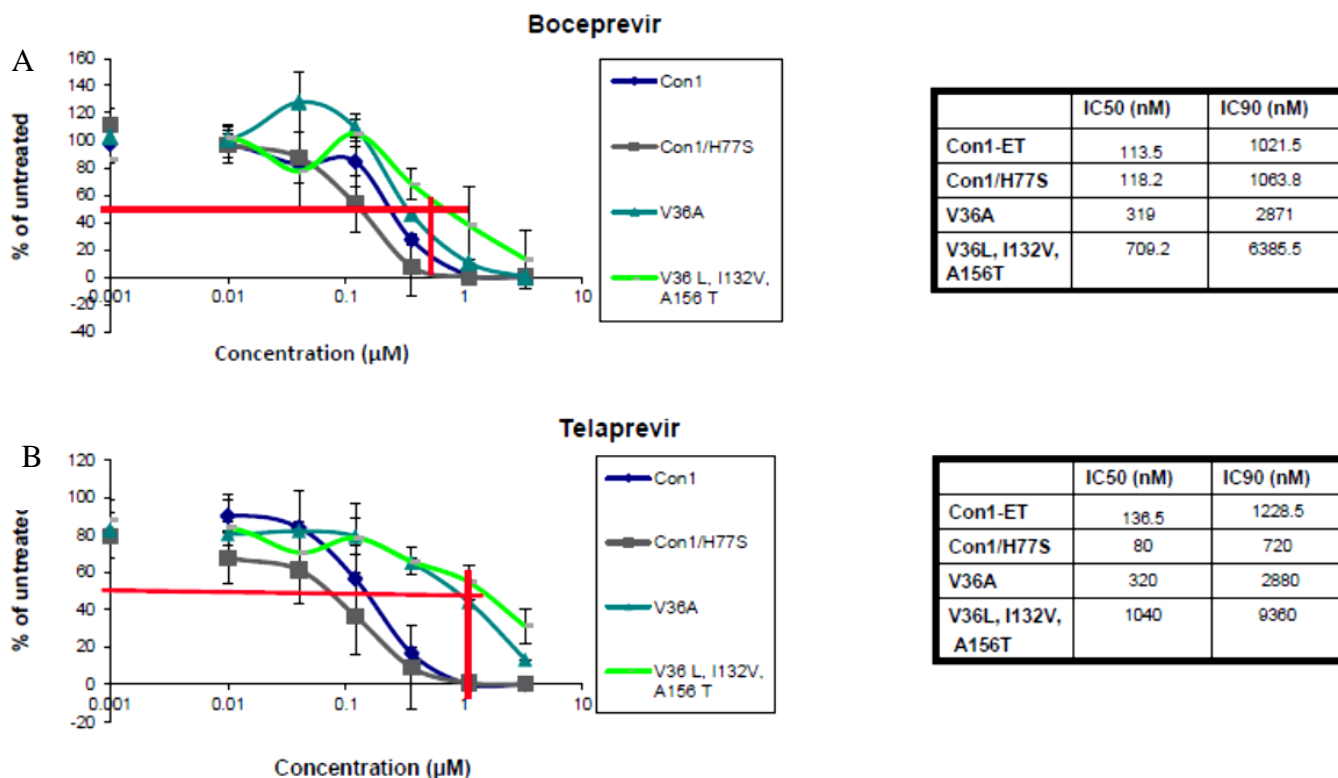 Boceprevir
A
% of untreated
160
140
120
100
80
60
40
20
0
-20
-40
0.001 0.01 0.1 1 10
Concentration (µM)
Con1
Con1/H77S
V36A
V36 L, I132V,
A156 T
IC50 (nM) IC90 (nM)
Con1-ET 113.5 1021.5
Con1/H77S 118.2 1063.8
V36A 319 2871
V36L, I132V, 709.2 6385.5
A156T
Telaprevir
B
% of untreated
120
100
80
60
40
20
0
-20
0.001 0.01 0.1 1 10
Concentration (µM)
Con1
Con1/H77S
V36A
V36 L, I132V,
A156 T
IC50 (nM) IC90 (nM)
Con1-ET 136.5 1228.5
Con1/H77S 80 720
V36A 320 2880
V36L, I132V, 1040 9360
A156T